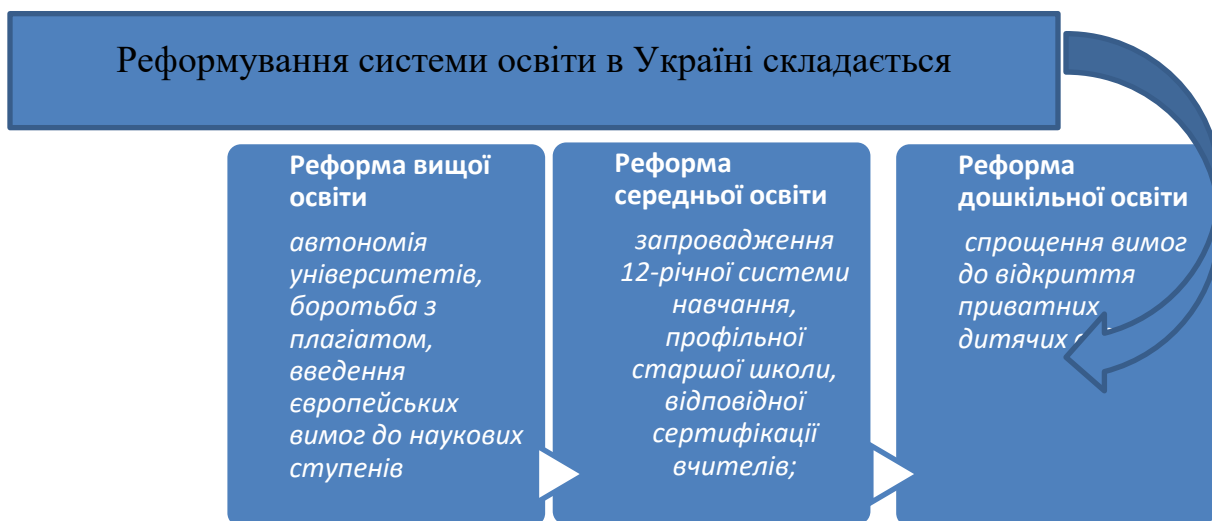 Реформування системи освіти в Україні складається
Реформа вищої
освіти
автономія
університетів,
боротьба з
плагіатом,
введення
європейських
вимог до наукових
ступенів
Реформа
середньої освіти
запровадження
12-річної системи
навчання,
профільної
старшої школи,
відповідної
сертифікації
вчителів;
Реформа
дошкільної освіти
спрощення вимог
до відкриття
приватних
дитячих